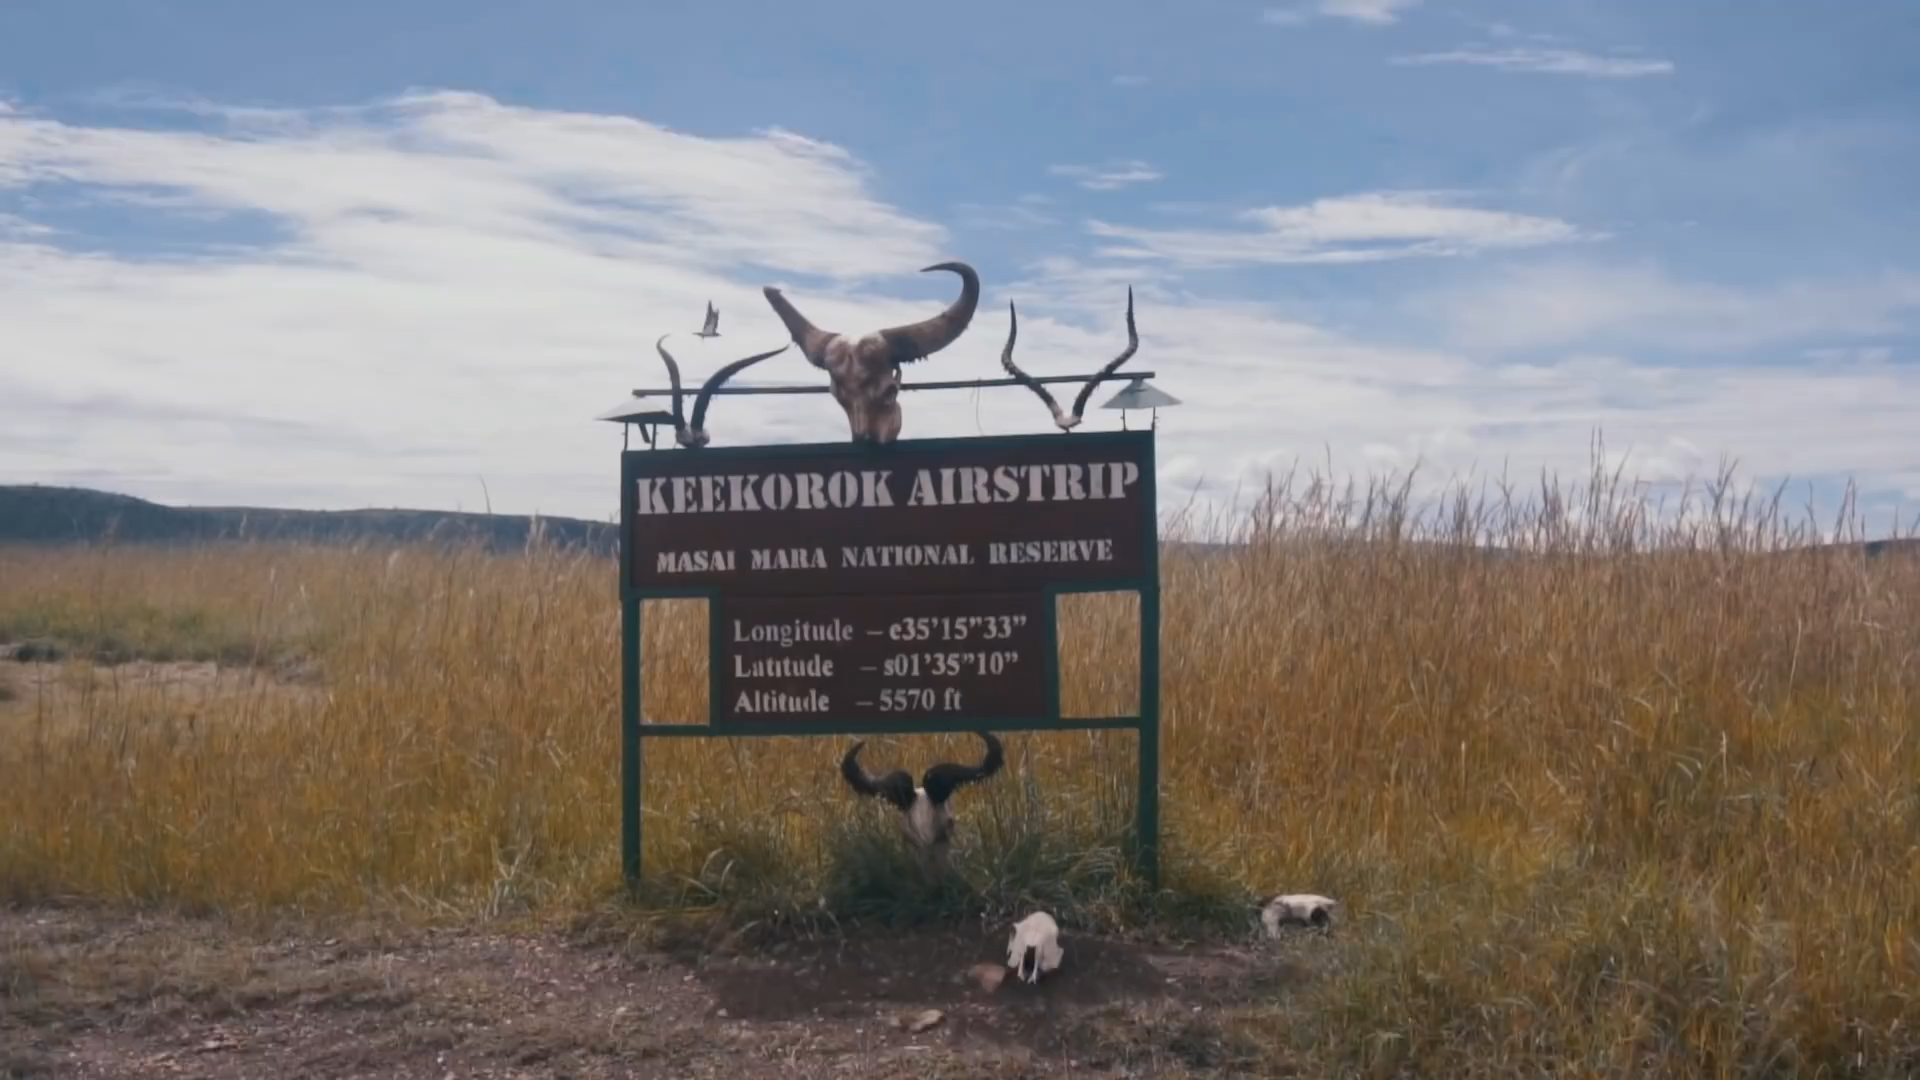 KEEKOROK AIRSTRIP
MASAI MARA NATIONAL RESERVE
Longitude – e35’15”33”
Latitude – s01’35”10”
Altitude – 5570 ft